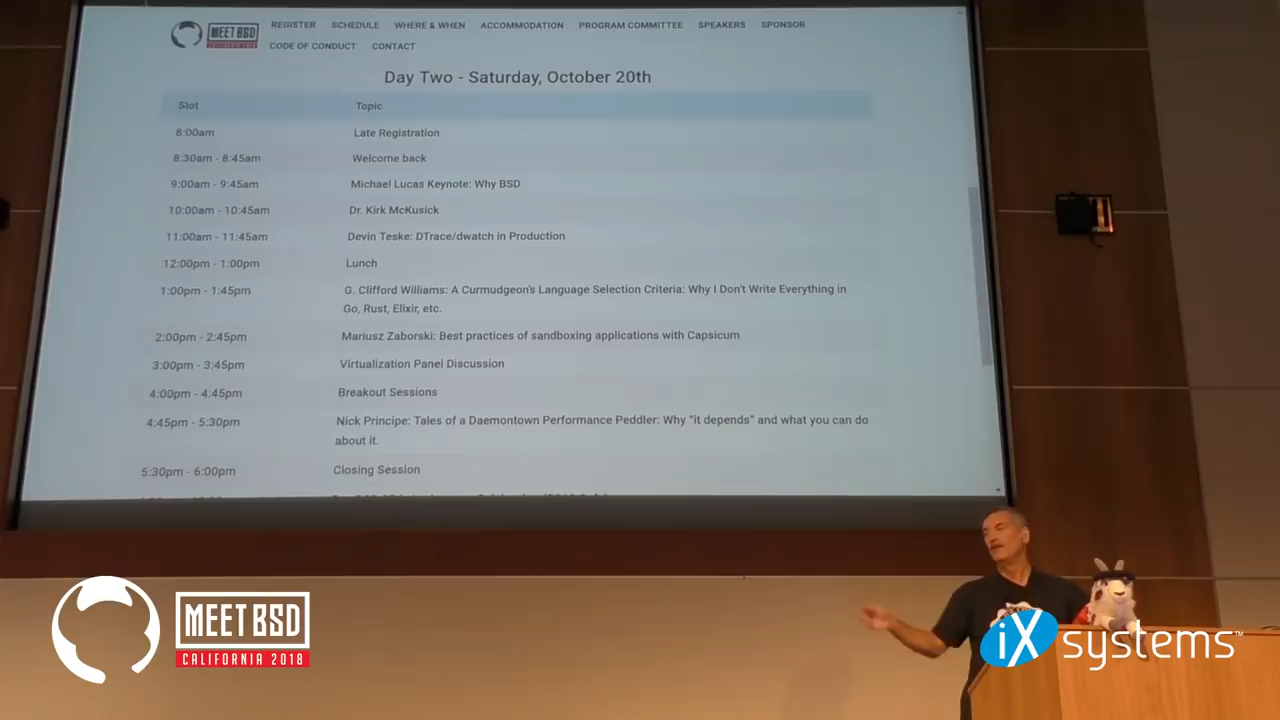 MEET BSD
CALIFORNIA 2018
REGISTER SCHEDULE WHERE & WHEN ACCOMMODATION PROGRAM COMMITTEE SPEAKERS SPONSOR
CODE OF CONDUCT CONTACT
Day Two - Saturday, October 20th
Slot Topic
8:00am Late Registration
8:30am - 8:45am Welcome back
9:00am - 9:45am Michael Lucas Keynote: Why BSD
10:00am - 10:45am Dr. Kirk McKusick
11:00am - 11:45am Devin Teske: DTrace/dwatch in Production
12:00pm - 1:00pm Lunch
1:00pm - 1:45pm G. Clifford Williams: A Curmudgeon's Language Selection Criteria: Why I Don't Write Everything in
Go, Rust, Elixir, etc.
2:00pm - 2:45pm Mariusz Zaborski: Best practices of sandboxing applications with Capsicum
3:00pm - 3:45pm Virtualization Panel Discussion
4:00pm - 4:45pm Breakout Sessions
4:45pm - 5:30pm Nick Principe: Tales of a Daemontown Performance Peddler: Why "it depends" and what you can do
about it.
5:30pm - 6:00pm Closing Session
MEET BSD
CALIFORNIA 2018
iXsystems™